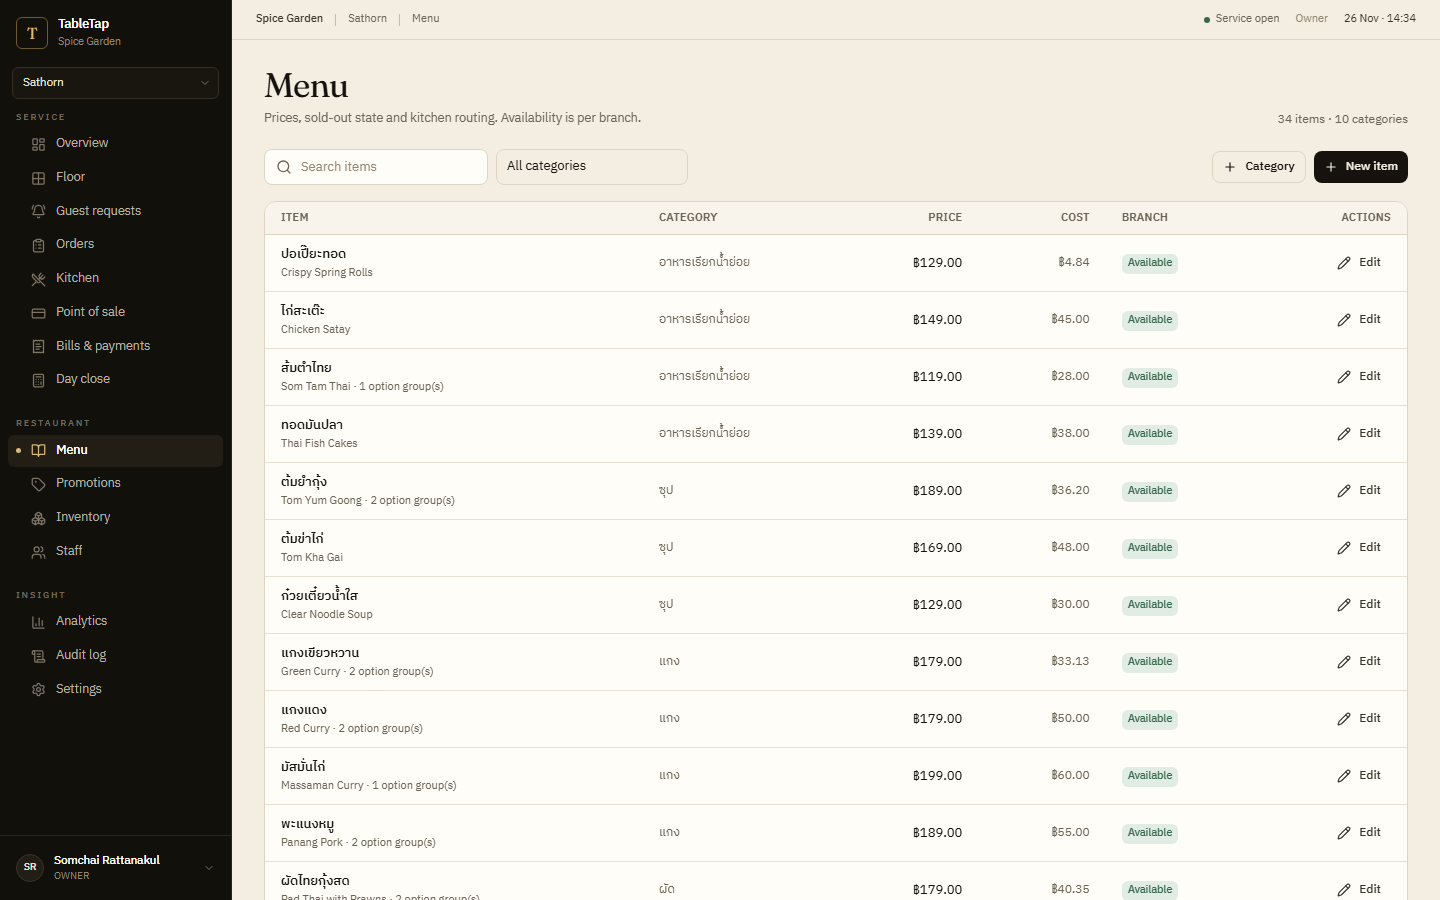 T
TableTap
Spice Garden
Sathorn
SERVICE
Overview
Floor
Guest requests
Orders
Kitchen
Point of sale
Bills & payments
Day close
RESTAURANT
Menu
Promotions
Inventory
Staff
INSIGHT
Analytics
Audit log
Settings
SR
Somchai Rattanakul
OWNER
Spice Garden | Sathorn | Menu
Service open Owner 26 Nov · 14:34
Menu
Prices, sold-out state and kitchen routing. Availability is per branch.
34 items · 10 categories
Search items
All categories
+ Category
+ New item
ITEM CATEGORY PRICE COST BRANCH ACTIONS
ปอเปี๊ยะทอด
Crispy Spring Rolls
อาหารเรียกน้ำย่อย ฿129.00 ฿4.84 Available Edit
ไก่สะเต๊ะ
Chicken Satay
อาหารเรียกน้ำย่อย ฿149.00 ฿45.00 Available Edit
ส้มตำไทย
Som Tam Thai · 1 option group(s)
อาหารเรียกน้ำย่อย ฿119.00 ฿28.00 Available Edit
ทอดมันปลา
Thai Fish Cakes
อาหารเรียกน้ำย่อย ฿139.00 ฿38.00 Available Edit
ต้มยำกุ้ง
Tom Yum Goong · 2 option group(s)
ซุป ฿189.00 ฿36.20 Available Edit
ต้มข่าไก่
Tom Kha Gai
ซุป ฿169.00 ฿48.00 Available Edit
ก๋วยเตี๋ยวน้ำใส
Clear Noodle Soup
ซุป ฿129.00 ฿30.00 Available Edit
แกงเขียวหวาน
Green Curry · 2 option group(s)
แกง ฿179.00 ฿33.13 Available Edit
แกงแดง
Red Curry · 2 option group(s)
แกง ฿179.00 ฿50.00 Available Edit
มัสมั่นไก่
Massaman Curry · 1 option group(s)
แกง ฿199.00 ฿60.00 Available Edit
พะแนงหมู
Panang Pork · 2 option group(s)
แกง ฿189.00 ฿55.00 Available Edit
ผัดไทยกุ้งสด
Pad Thai with Prawns · 2 option group(s)
ผัด ฿179.00 ฿40.35 Available Edit